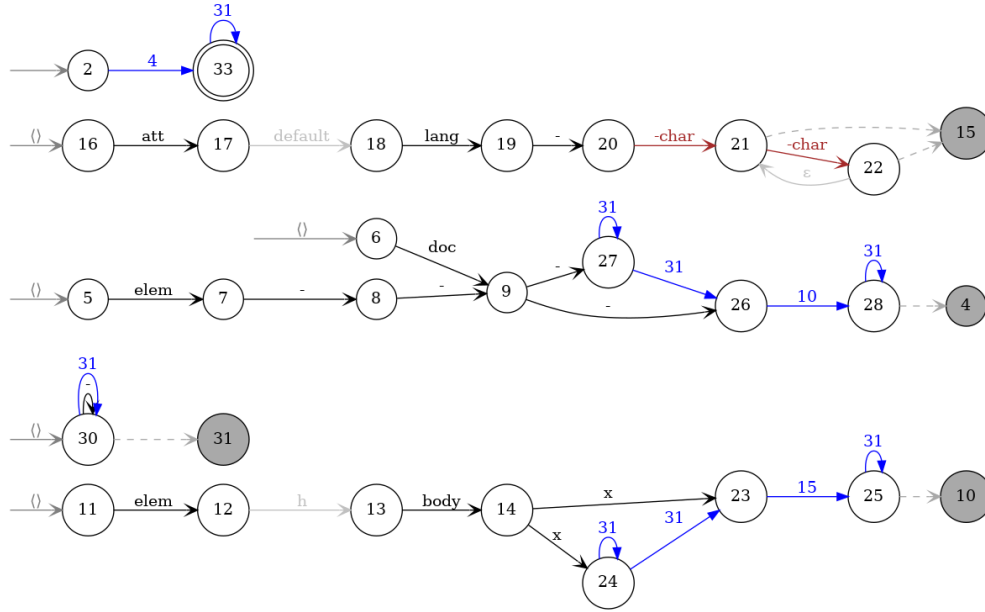 31
2 4 33
⟨⟩ 16 att 17 default 18 lang 19 - 20 -char 21 -char 22 15
ε
⟨⟩ 6 doc
31
27 31
31
⟨⟩ 5 elem 7 - 8 - 9 - - 26 10 28 4
31
-
⟨⟩ 30 31
31
⟨⟩ 11 elem 12 h 13 body 14 x 23 15 25 10
x 31 31
24